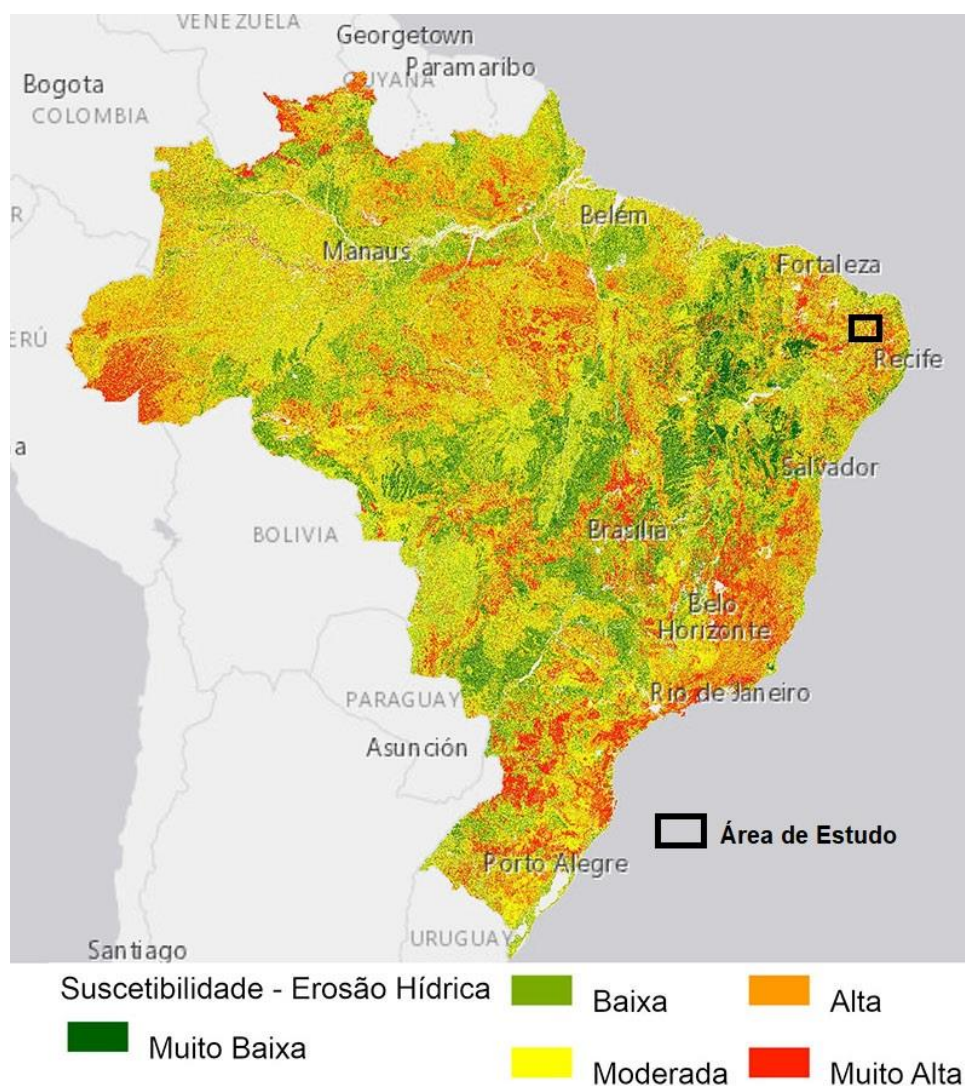 VENEZUELA
Georgetown
Paramaribo
GUYANA
Bogota
COLOMBIA
R
Belém
Manaus
Fortaleza
PERÚ
Recife
a
Salvador
BOLIVIA
Brasília
Belo
Horizonte
PARAGUAY
Rio de Janeiro
Asunción
Área de Estudo
Porto Alegre
URUGUAY
Santiago
Suscetibilidade - Erosão Hídrica
Muito Baixa
Baixa
Alta
Moderada
Muito Alta